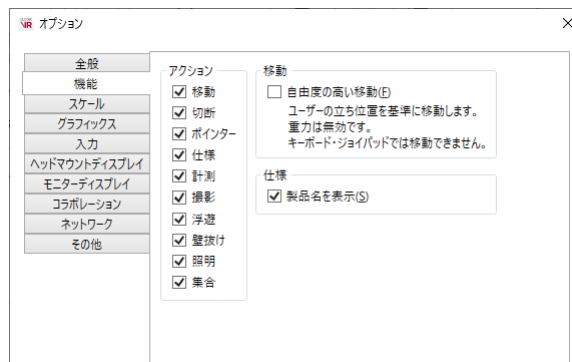 VR オプション
全般
機能
スケール
グラフィックス
入力
ヘッドマウントディスプレイ
モニターディスプレイ
コラボレーション
ネットワーク
その他
アクション
移動
切断
ポインター
仕様
計測
撮影
浮遊
壁抜け
照明
集合
移動
自由度の高い移動(F)
ユーザーの立ち位置を基準に移動します。
重力は無効です。
キーボード・ジョイパッドでは移動できません。
仕様
製品名を表示(S)